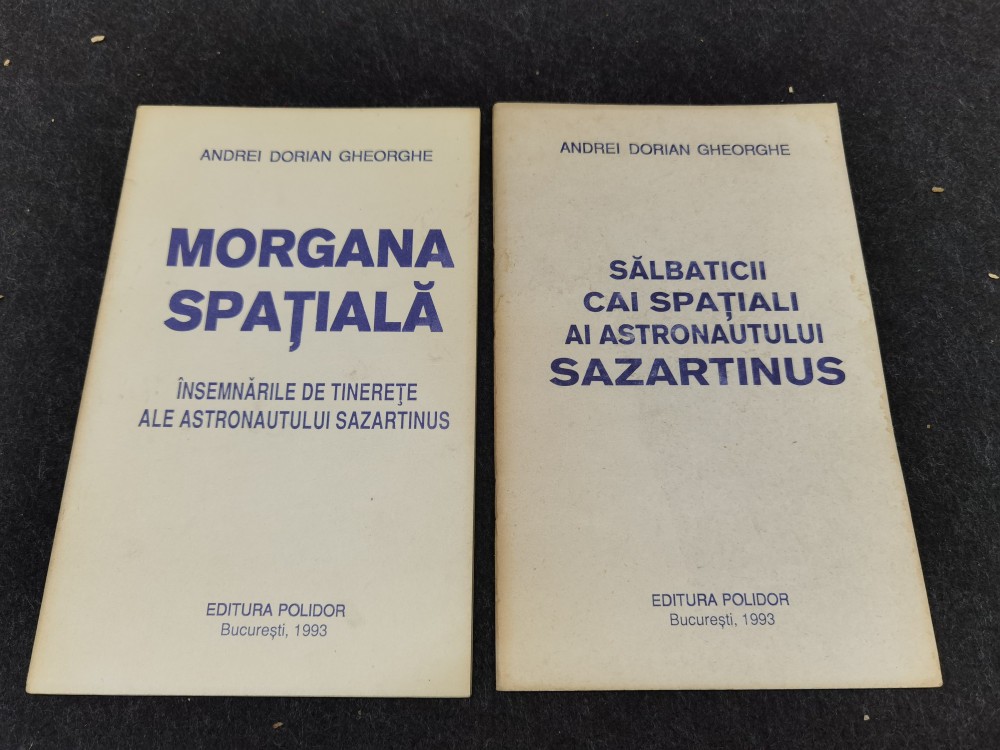 ANDREI DORIAN GHEORGHE
MORGANA
SPAŢIALĂ
ÎNSEMNĂRILE DE TINEREŢE
ALE ASTRONAUTULUI SAZARTINUS
EDITURA POLIDOR
Bucureşti, 1993
ANDREI DORIAN GHEORGHE
SĂLBATICII
CAI SPAŢIALI
AI ASTRONAUTULUI
SAZARTINUS
EDITURA POLIDOR
Bucureşti, 1993